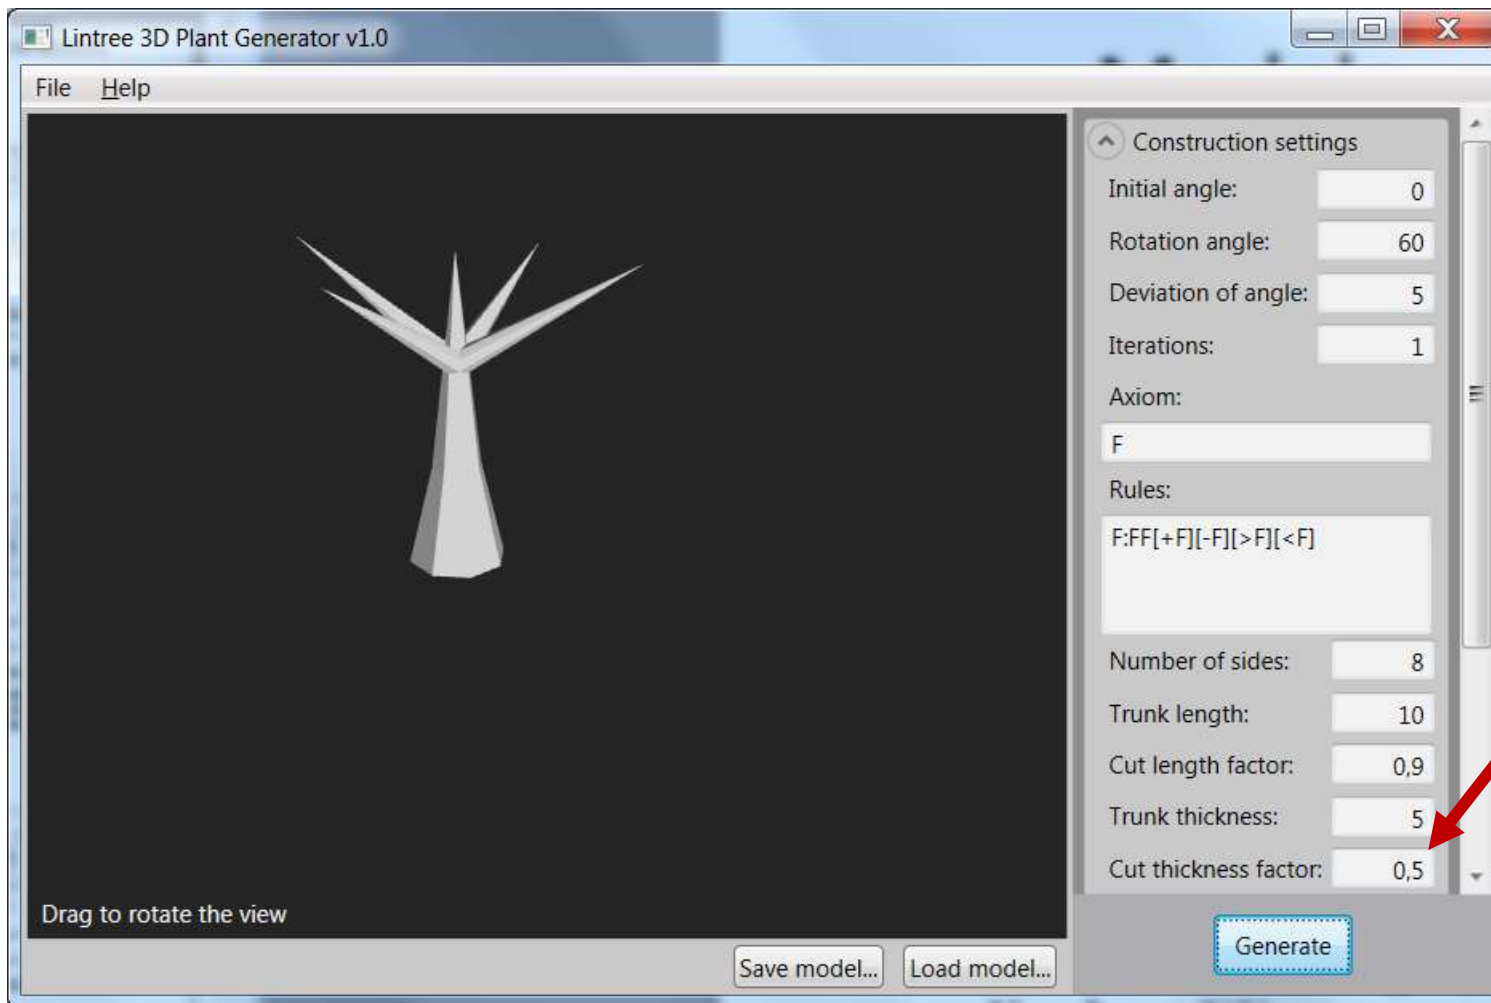 Lintree 3D Plant Generator v1.0
File Help
Construction settings
Initial angle: 0
Rotation angle: 60
Deviation of angle: 5
Iterations: 1
Axiom:
F
Rules:
F:FF[+F][-F][>F][<F]
Number of sides: 8
Trunk length: 10
Cut length factor: 0,9
Trunk thickness: 5
Cut thickness factor: 0,5
Drag to rotate the view
Generate
Save model... Load model...